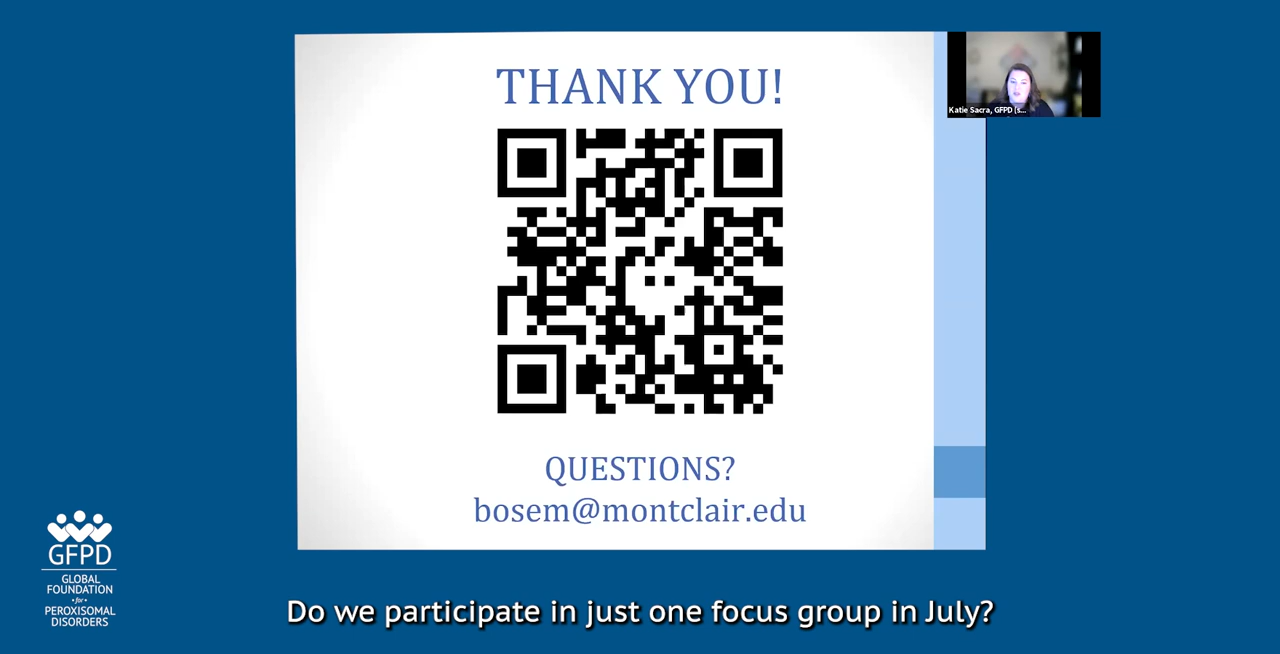 THANK YOU!
Katie Sacra, GFPD [s...
QUESTIONS?
bosem@montclair.edu
GFPD
GLOBAL
FOUNDATION
·for·
PEROXISOMAL
DISORDERS
Do we participate in just one focus group in July?